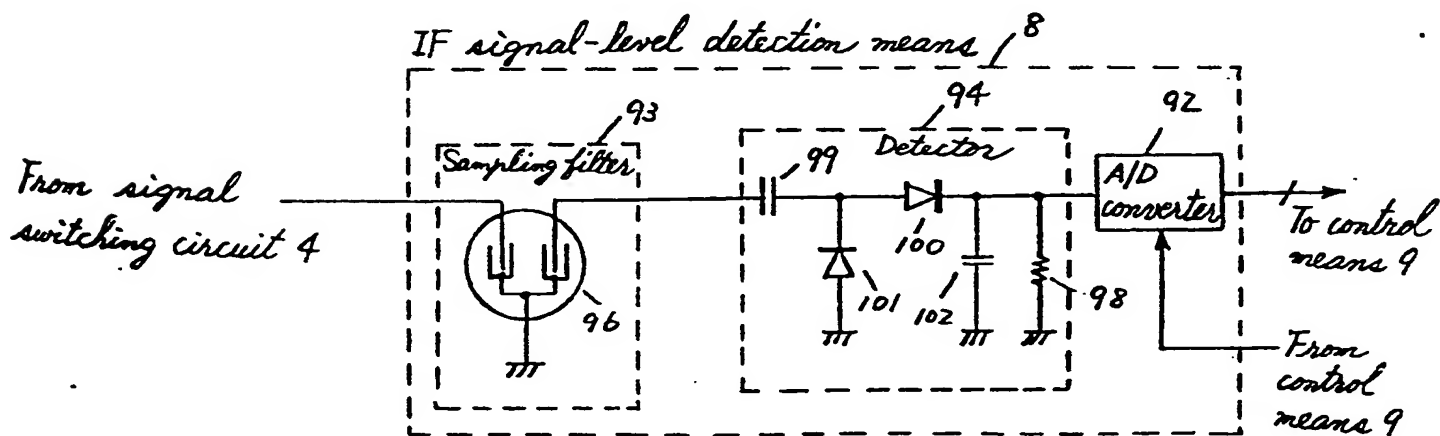 IF signal-level detection means
8
93
94
92
Sampling filter
99
Detector
A/D
converter
From signal
switching circuit 4
100
101
102
98
96
To control
means 9
From
control
means 9